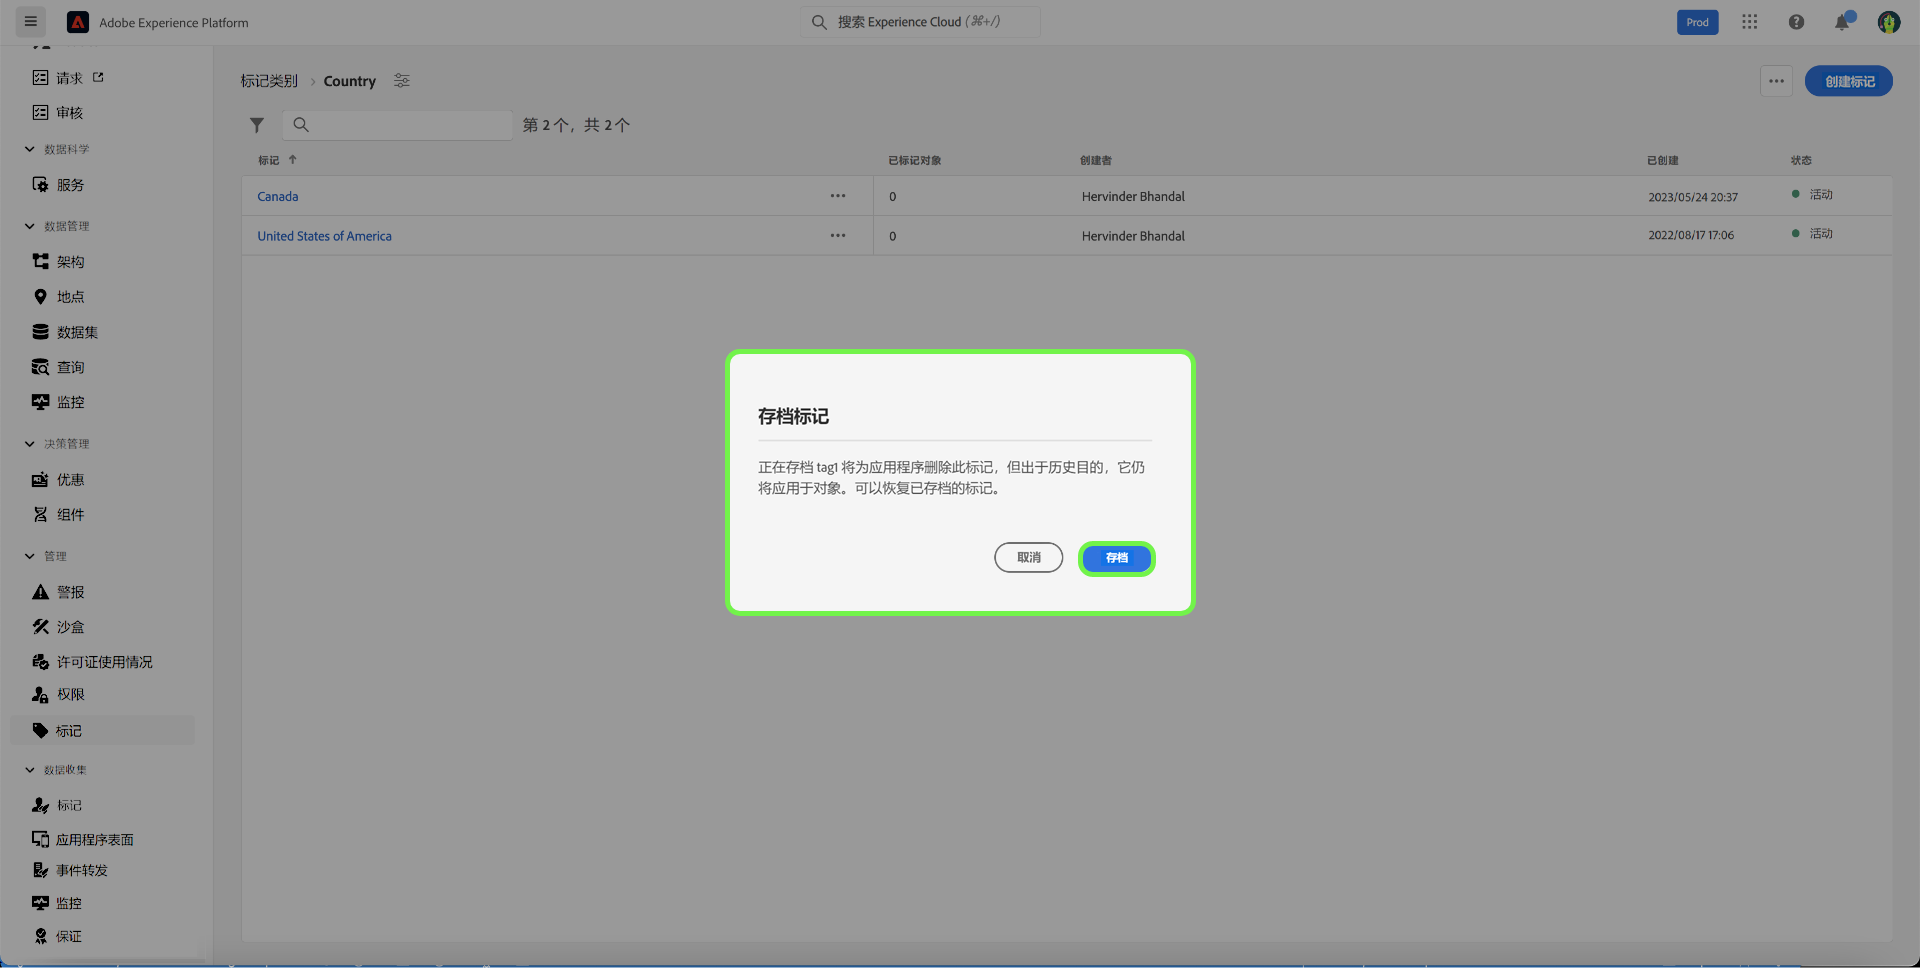 Adobe Experience Platform
搜索 Experience Cloud (⌘+/)
Prod
请求
审核
数据科学
服务
数据管理
架构
地点
数据集
查询
监控
决策管理
优惠
组件
管理
警报
沙盒
许可证使用情况
权限
标记
数据收集
标记
应用程序表面
事件转发
监控
保证
标记类别 › Country
创建标记
第 2 个，共 2 个
标记 已标记对象 创建者 已创建 状态
Canada 0 Hervinder Bhandal 2023/05/24 20:37 活动
United States of America 0 Hervinder Bhandal 2022/08/17 17:06 活动
存档标记
正在存档 tag1 将为应用程序删除此标记，但出于历史目的，它仍
将应用于对象。可以恢复已存档的标记。
取消
存档